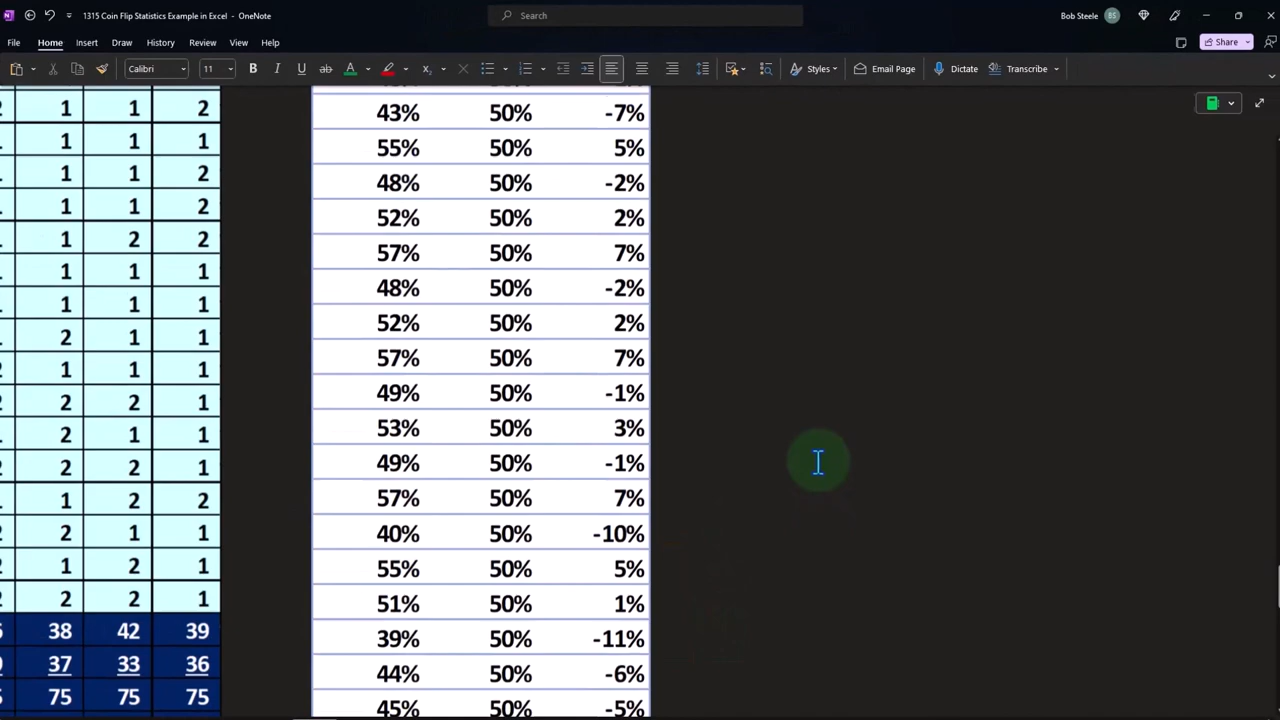 1315 Coin Flip Statistics Example in Excel - OneNote
Search
Bob Steele BS
File Home Insert Draw History Review View Help
Share
Calibri 11 B I U ab A Styles Email Page Dictate Transcribe
1 1 2
1 1 1
1 1 2
1 1 2
1 2 2
1 1 1
1 1 1
2 1 1
1 1 1
2 2 1
2 1 1
2 2 1
1 2 2
2 1 1
1 2 1
2 2 1
38 42 39
37 33 36
75 75 75
43% 50% -7%
55% 50% 5%
48% 50% -2%
52% 50% 2%
57% 50% 7%
48% 50% -2%
52% 50% 2%
57% 50% 7%
49% 50% -1%
53% 50% 3%
49% 50% -1%
57% 50% 7%
40% 50% -10%
55% 50% 5%
51% 50% 1%
39% 50% -11%
44% 50% -6%
45% 50% -5%